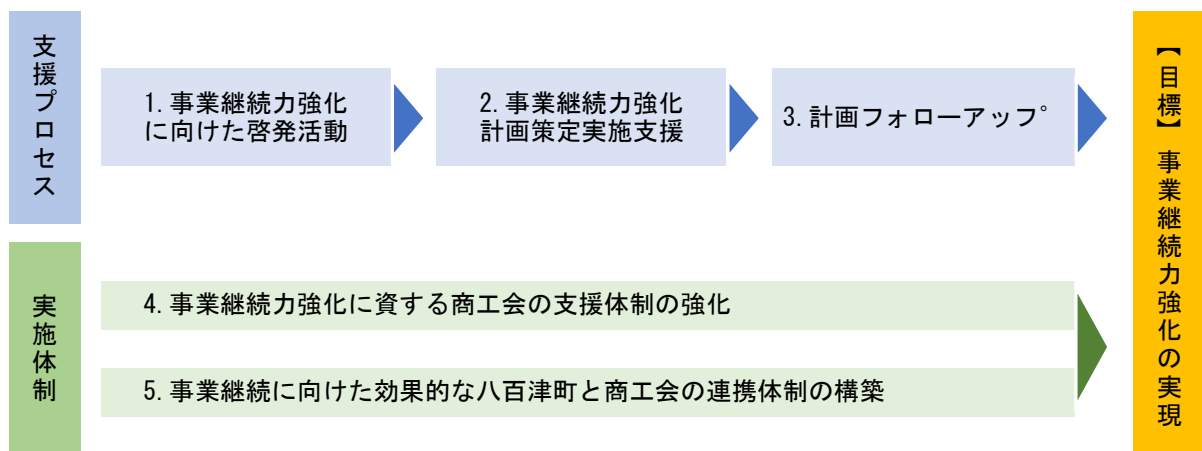 支援プロセス
1. 事業継続力強化
に向けた啓発活動
2. 事業継続力強化
計画策定実施支援
3. 計画フォローアップ゜
実施体制
4. 事業継続力強化に資する商工会の支援体制の強化
5. 事業継続に向けた効果的な八百津町と商工会の連携体制の構築
【目標】事業継続力強化の実現